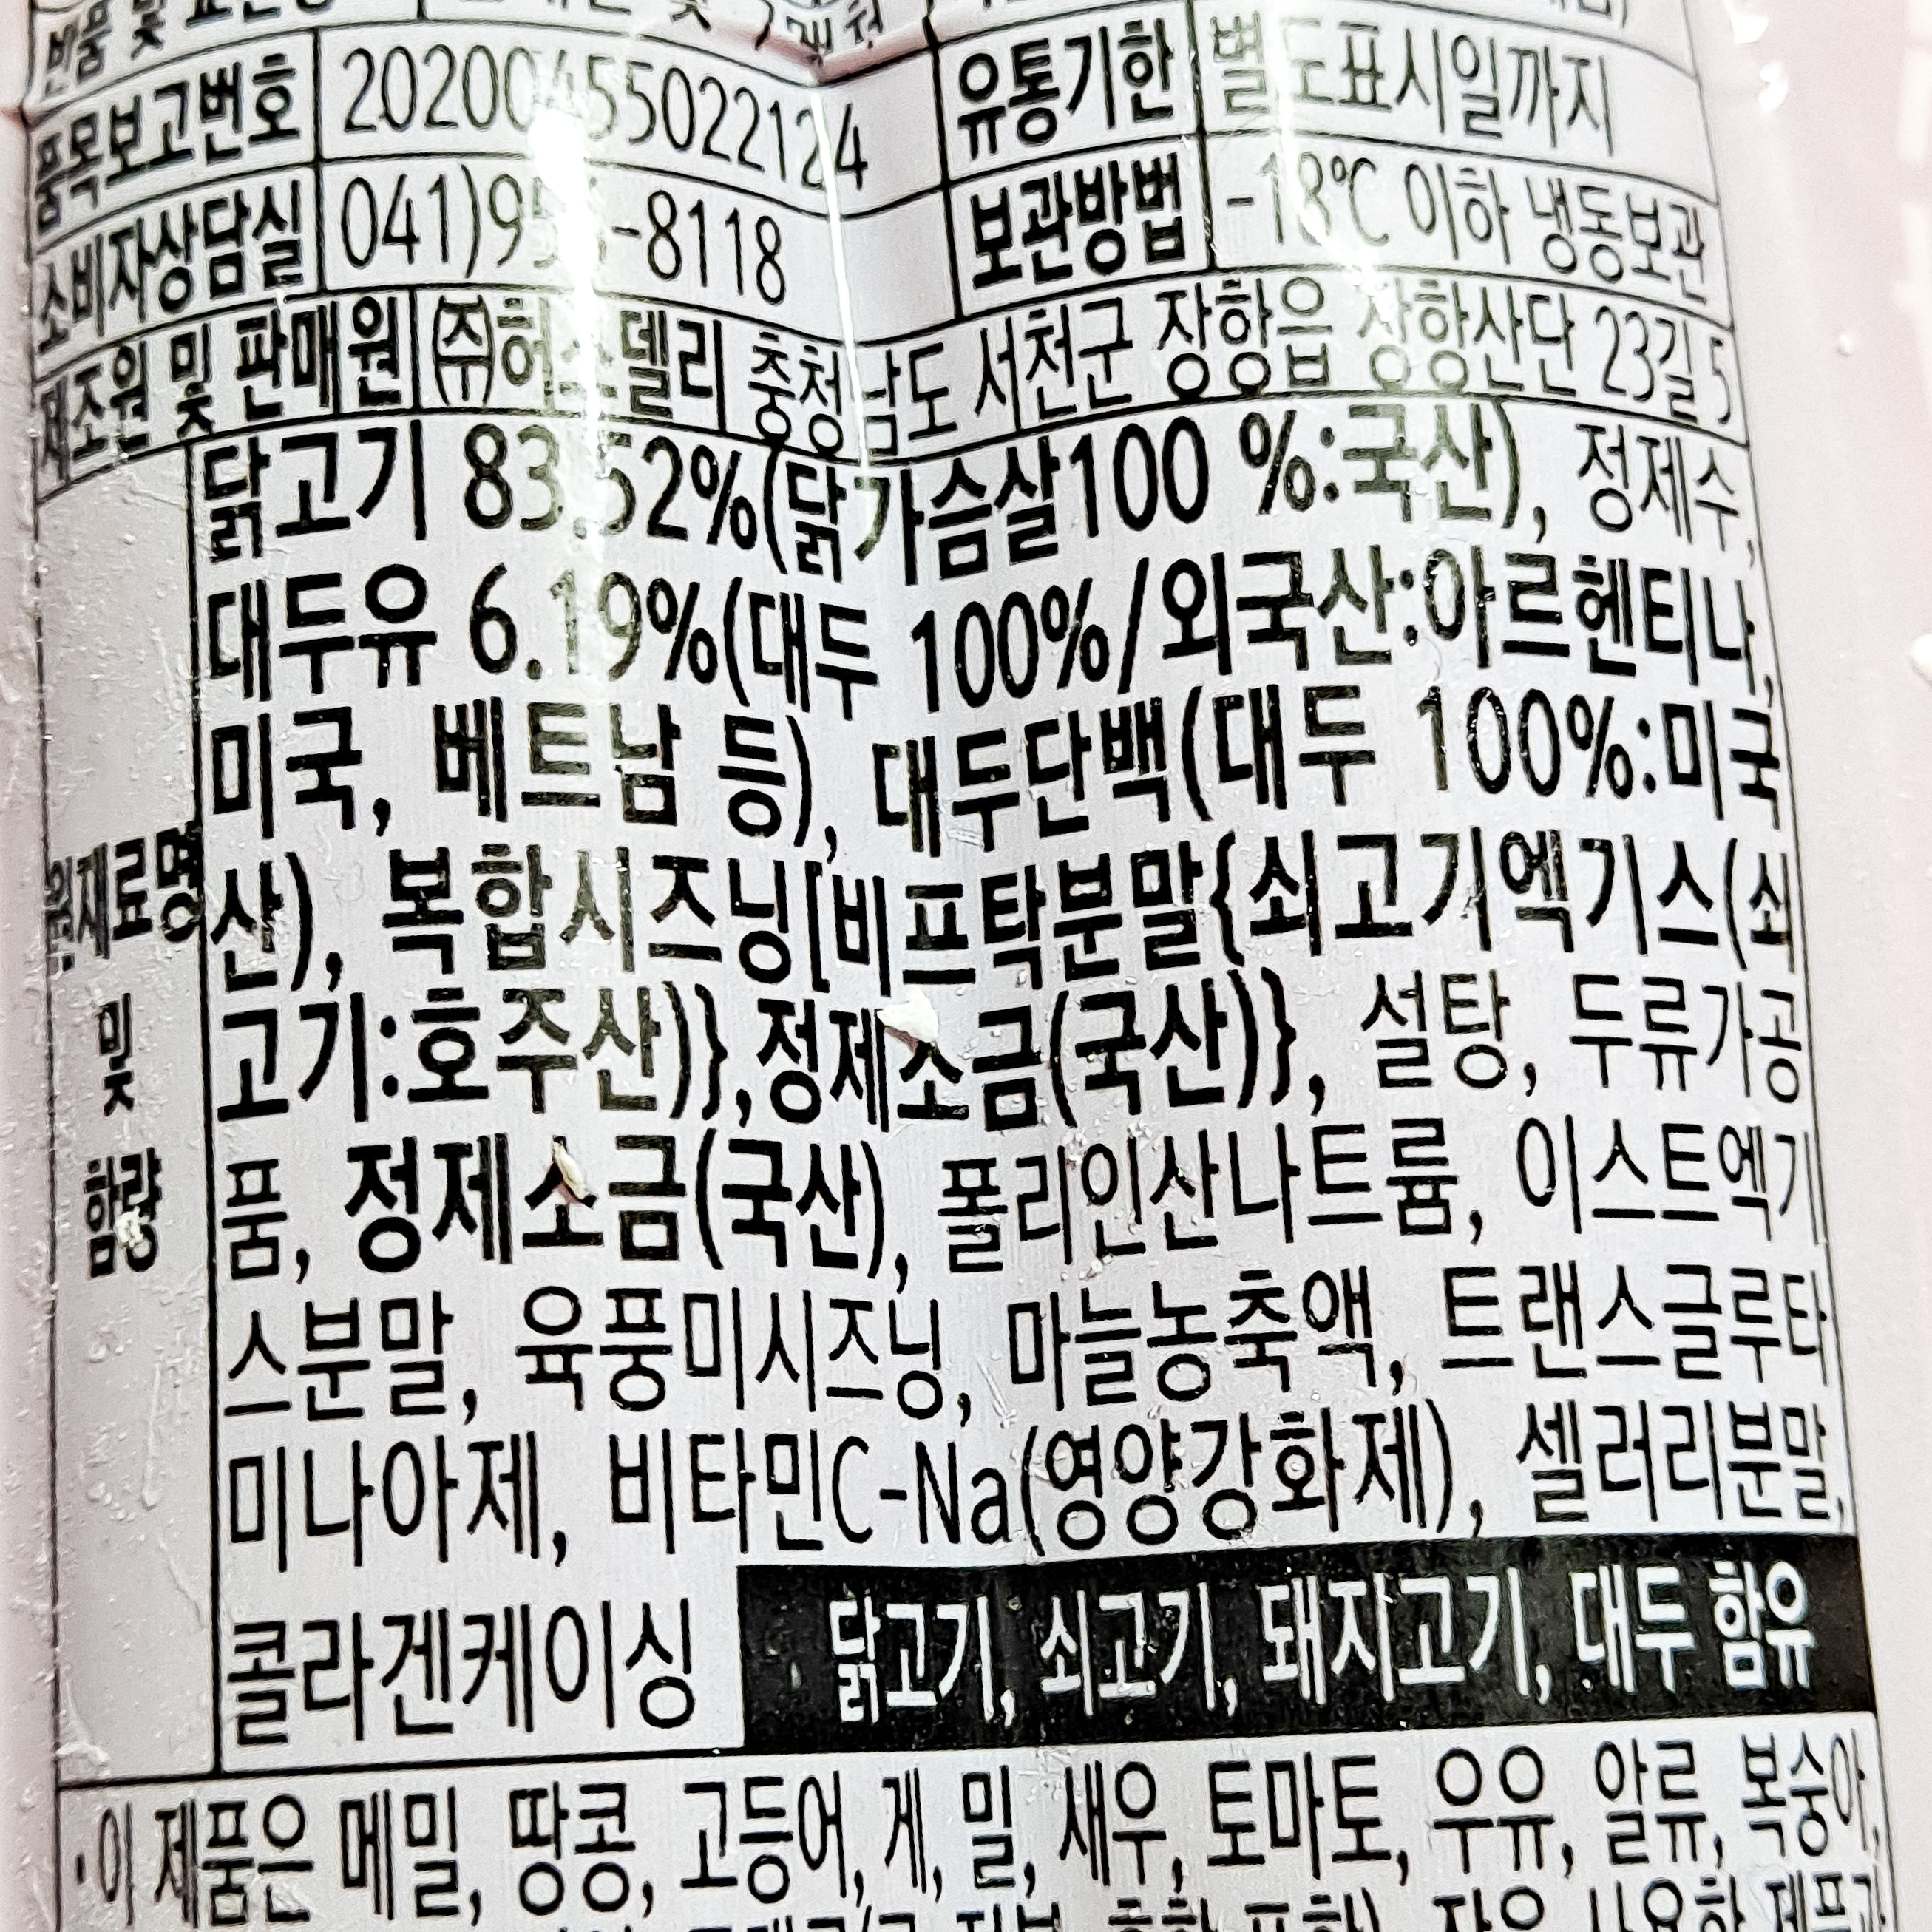 반품 및
품목보고번호 20200455022124 유통기한 별도표시일까지
소비자상담실 041)95 -8118 보관방법 -18℃ 이하 냉동보관
제조원 및 판매원 ㈜허스델리 충청남도 서천군 장항읍 장항산단 23길 5
닭고기 83.52%(닭가슴살100 %:국산), 정제수,
대두유 6.19%(대두 100%/외국산:아르헨티나,
미국, 베트남 등), 대두단백(대두 100%:미국
산), 복합시즈닝[비프탁분말{쇠고기엑기스(쇠
고기:호주산)},정제소금(국산)}, 설탕, 두류가공
품, 정제소금(국산), 폴리인산나트륨, 이스트엑기
스분말, 육풍미시즈닝, 마늘농축액, 트랜스글루타
미나아제, 비타민C-Na(영양강화제), 셀러리분말,
콜라겐케이싱
원재료명
및
함량
닭고기, 쇠고기, 돼지고기, 대두 함유
·이 제품은 메밀, 땅콩, 고등어, 게, 밀, 새우, 토마토, 우유, 알류, 복숭아,